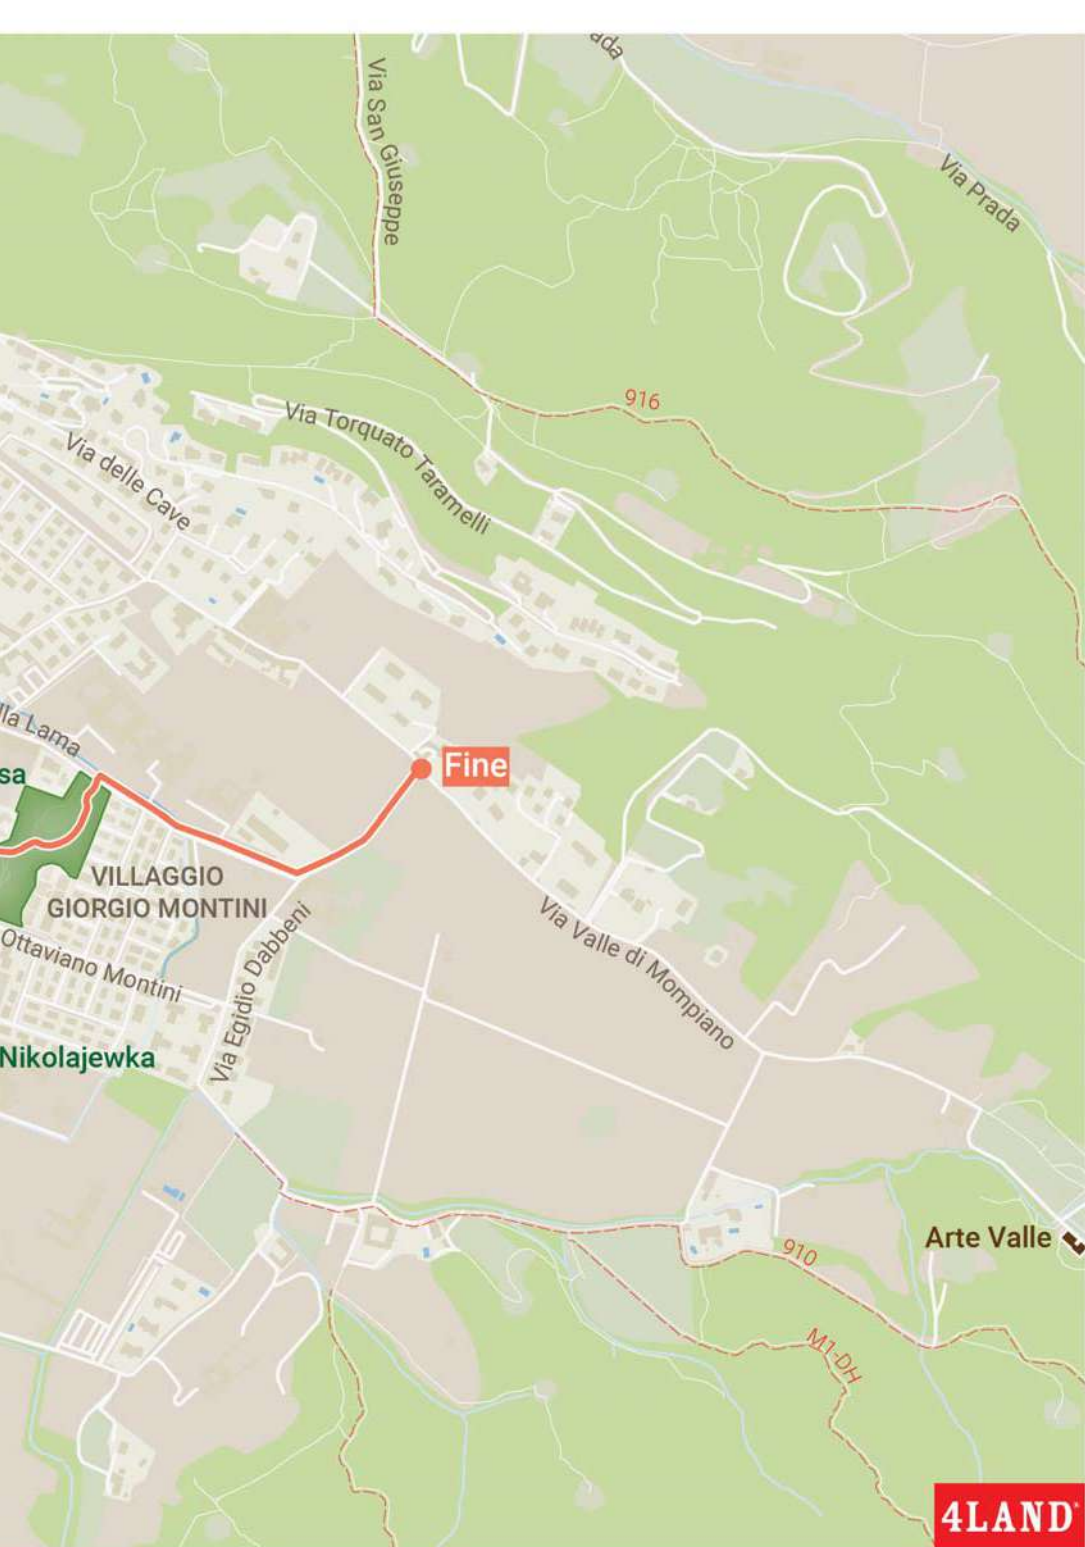 ada
Via San Giuseppe
Via Prada
916
Via Torquato Taramelli
Via delle Cave
lla Lama
Fine
sa
VILLAGGIO
GIORGIO MONTINI
Via Egidio Dabbeni
Via Valle di Mompiano
Ottaviano Montini
Nikolajewka
Arte Valle
910
M1-DH
4LAND